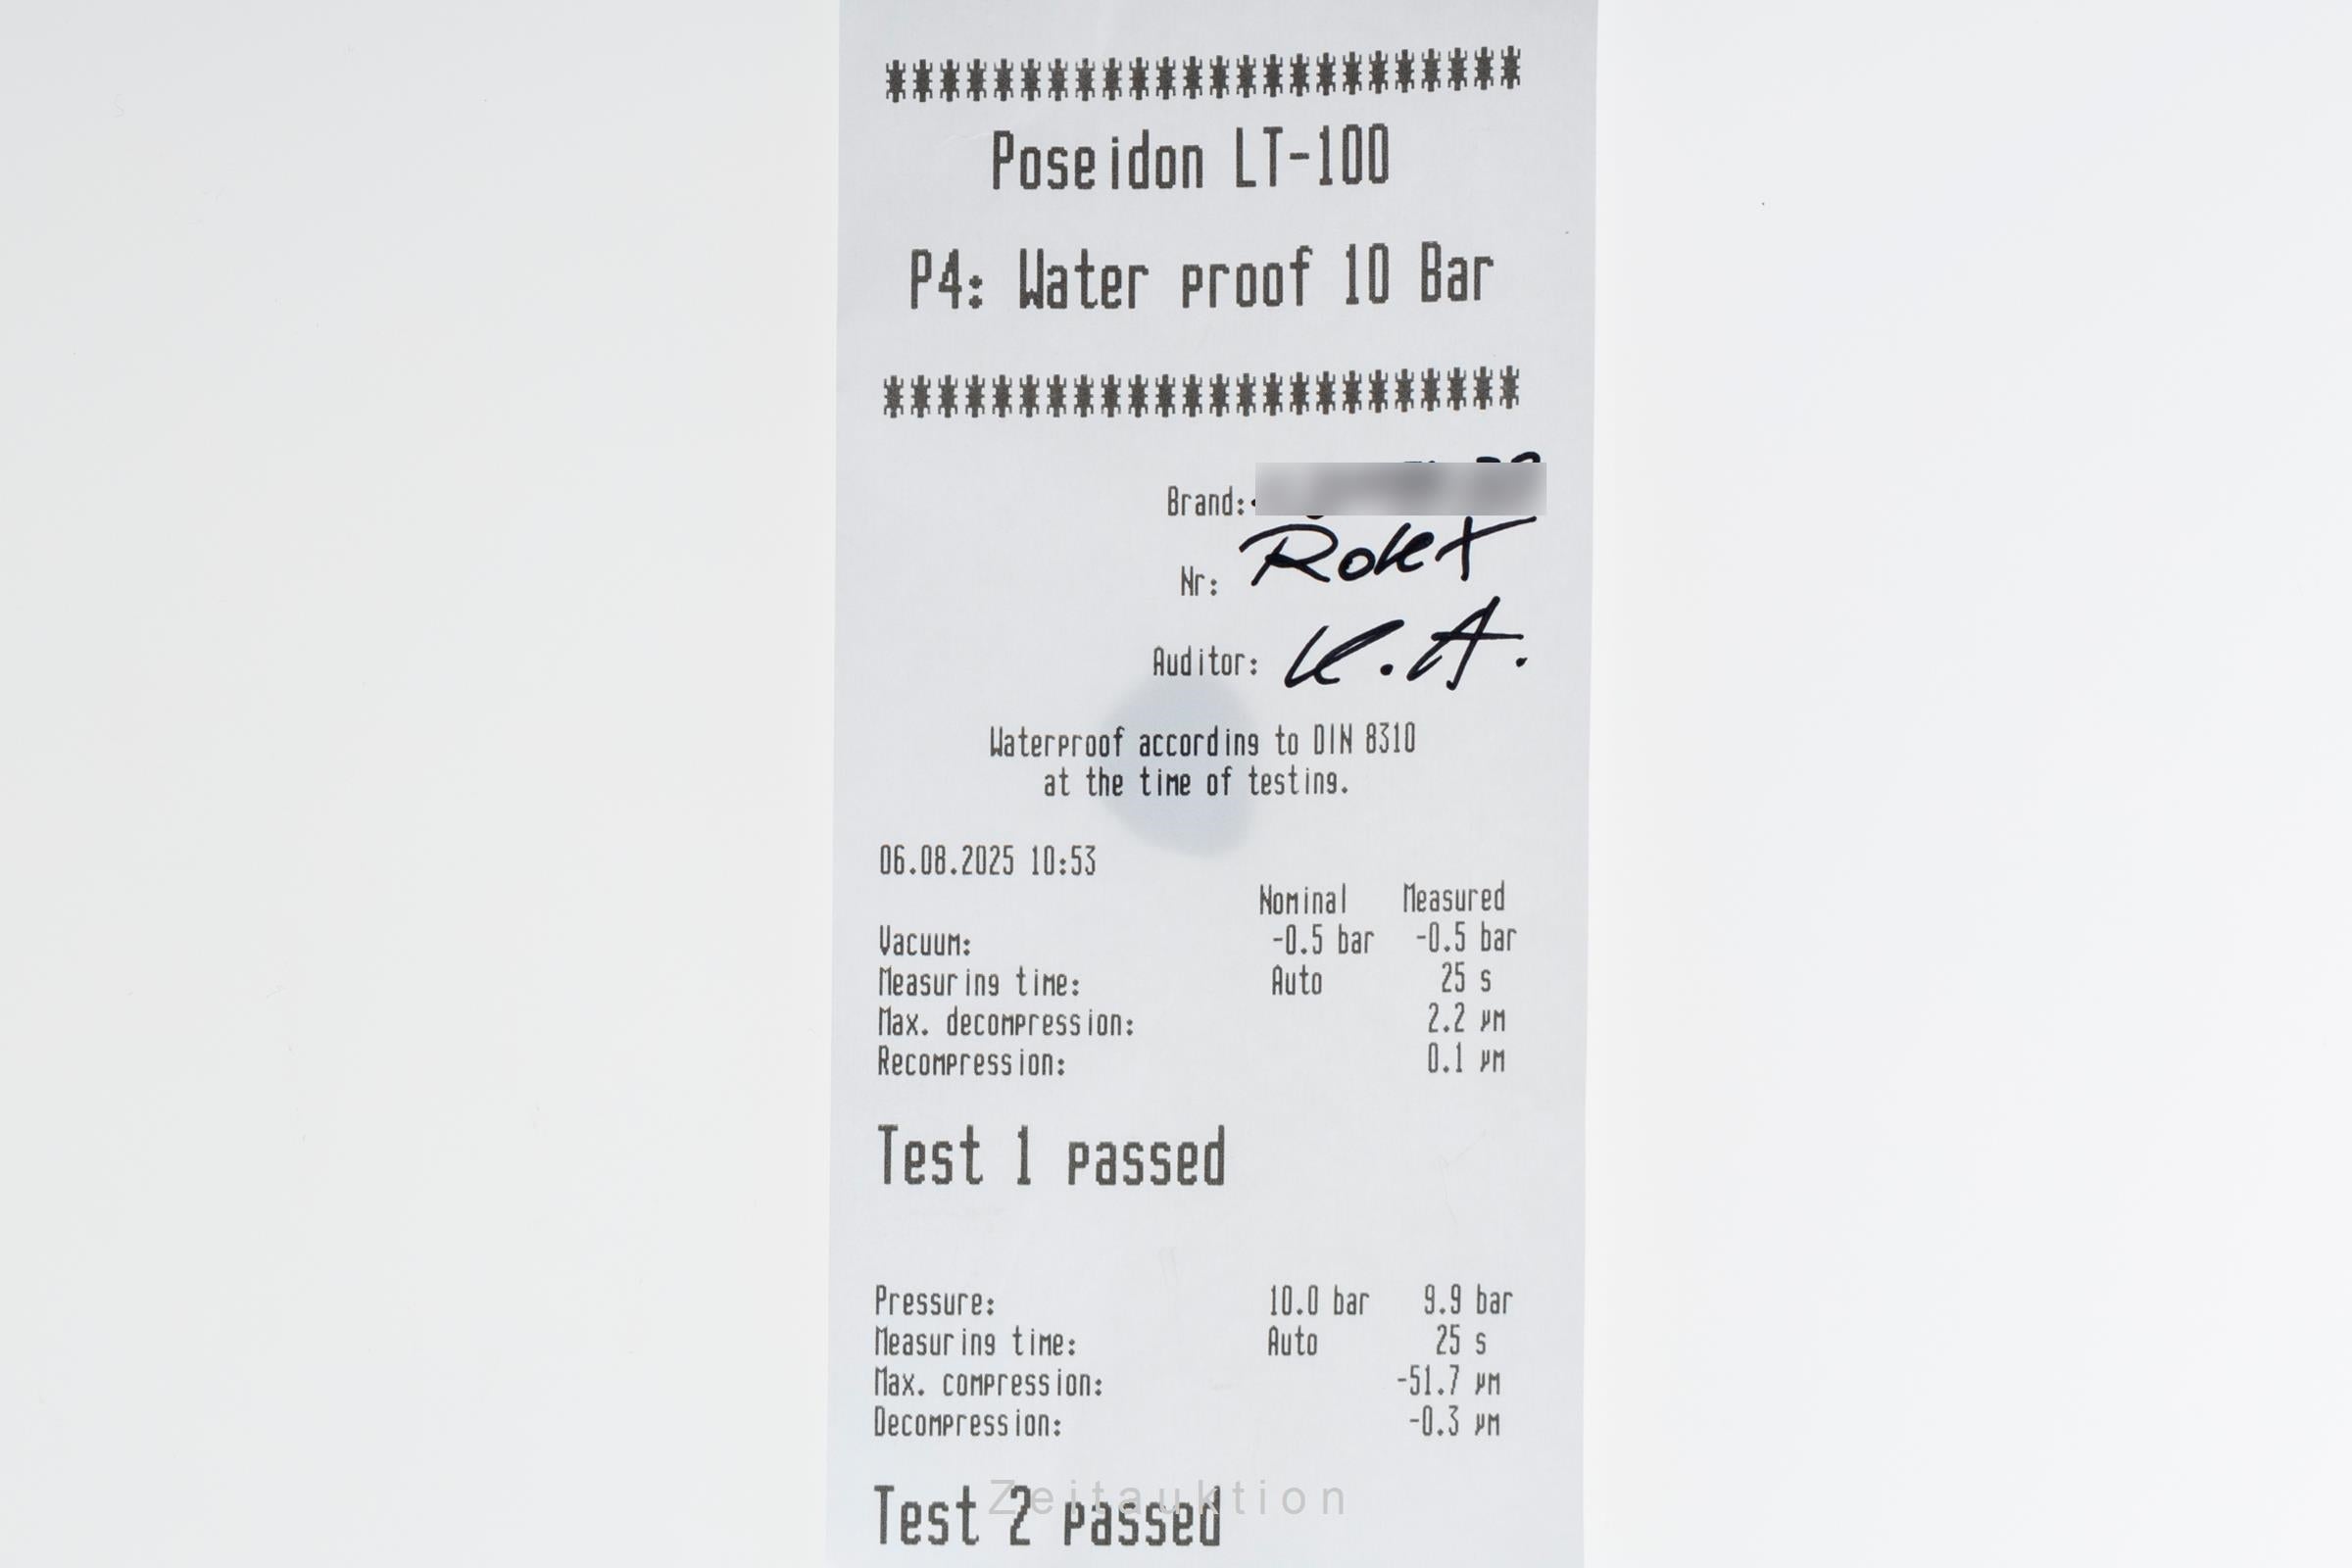 ************************
Poseidon LT-100
P4: Water proof 10 Bar
************************
Brand:
Nr:
Auditor: K.A.
Waterproof according to DIN 8310
at the time of testing.
06.08.2025 10:53
Nominal Measured
Vacuum: -0.5 bar -0.5 bar
Measuring time: Auto 25 s
Max. decompression: 2.2 µm
Recompression: 0.1 µm
Test 1 passed
Pressure: 10.0 bar 9.9 bar
Measuring time: Auto 25 s
Max. compression: -51.7 µm
Decompression: -0.3 µm
Test 2 passed
Zeitauktion